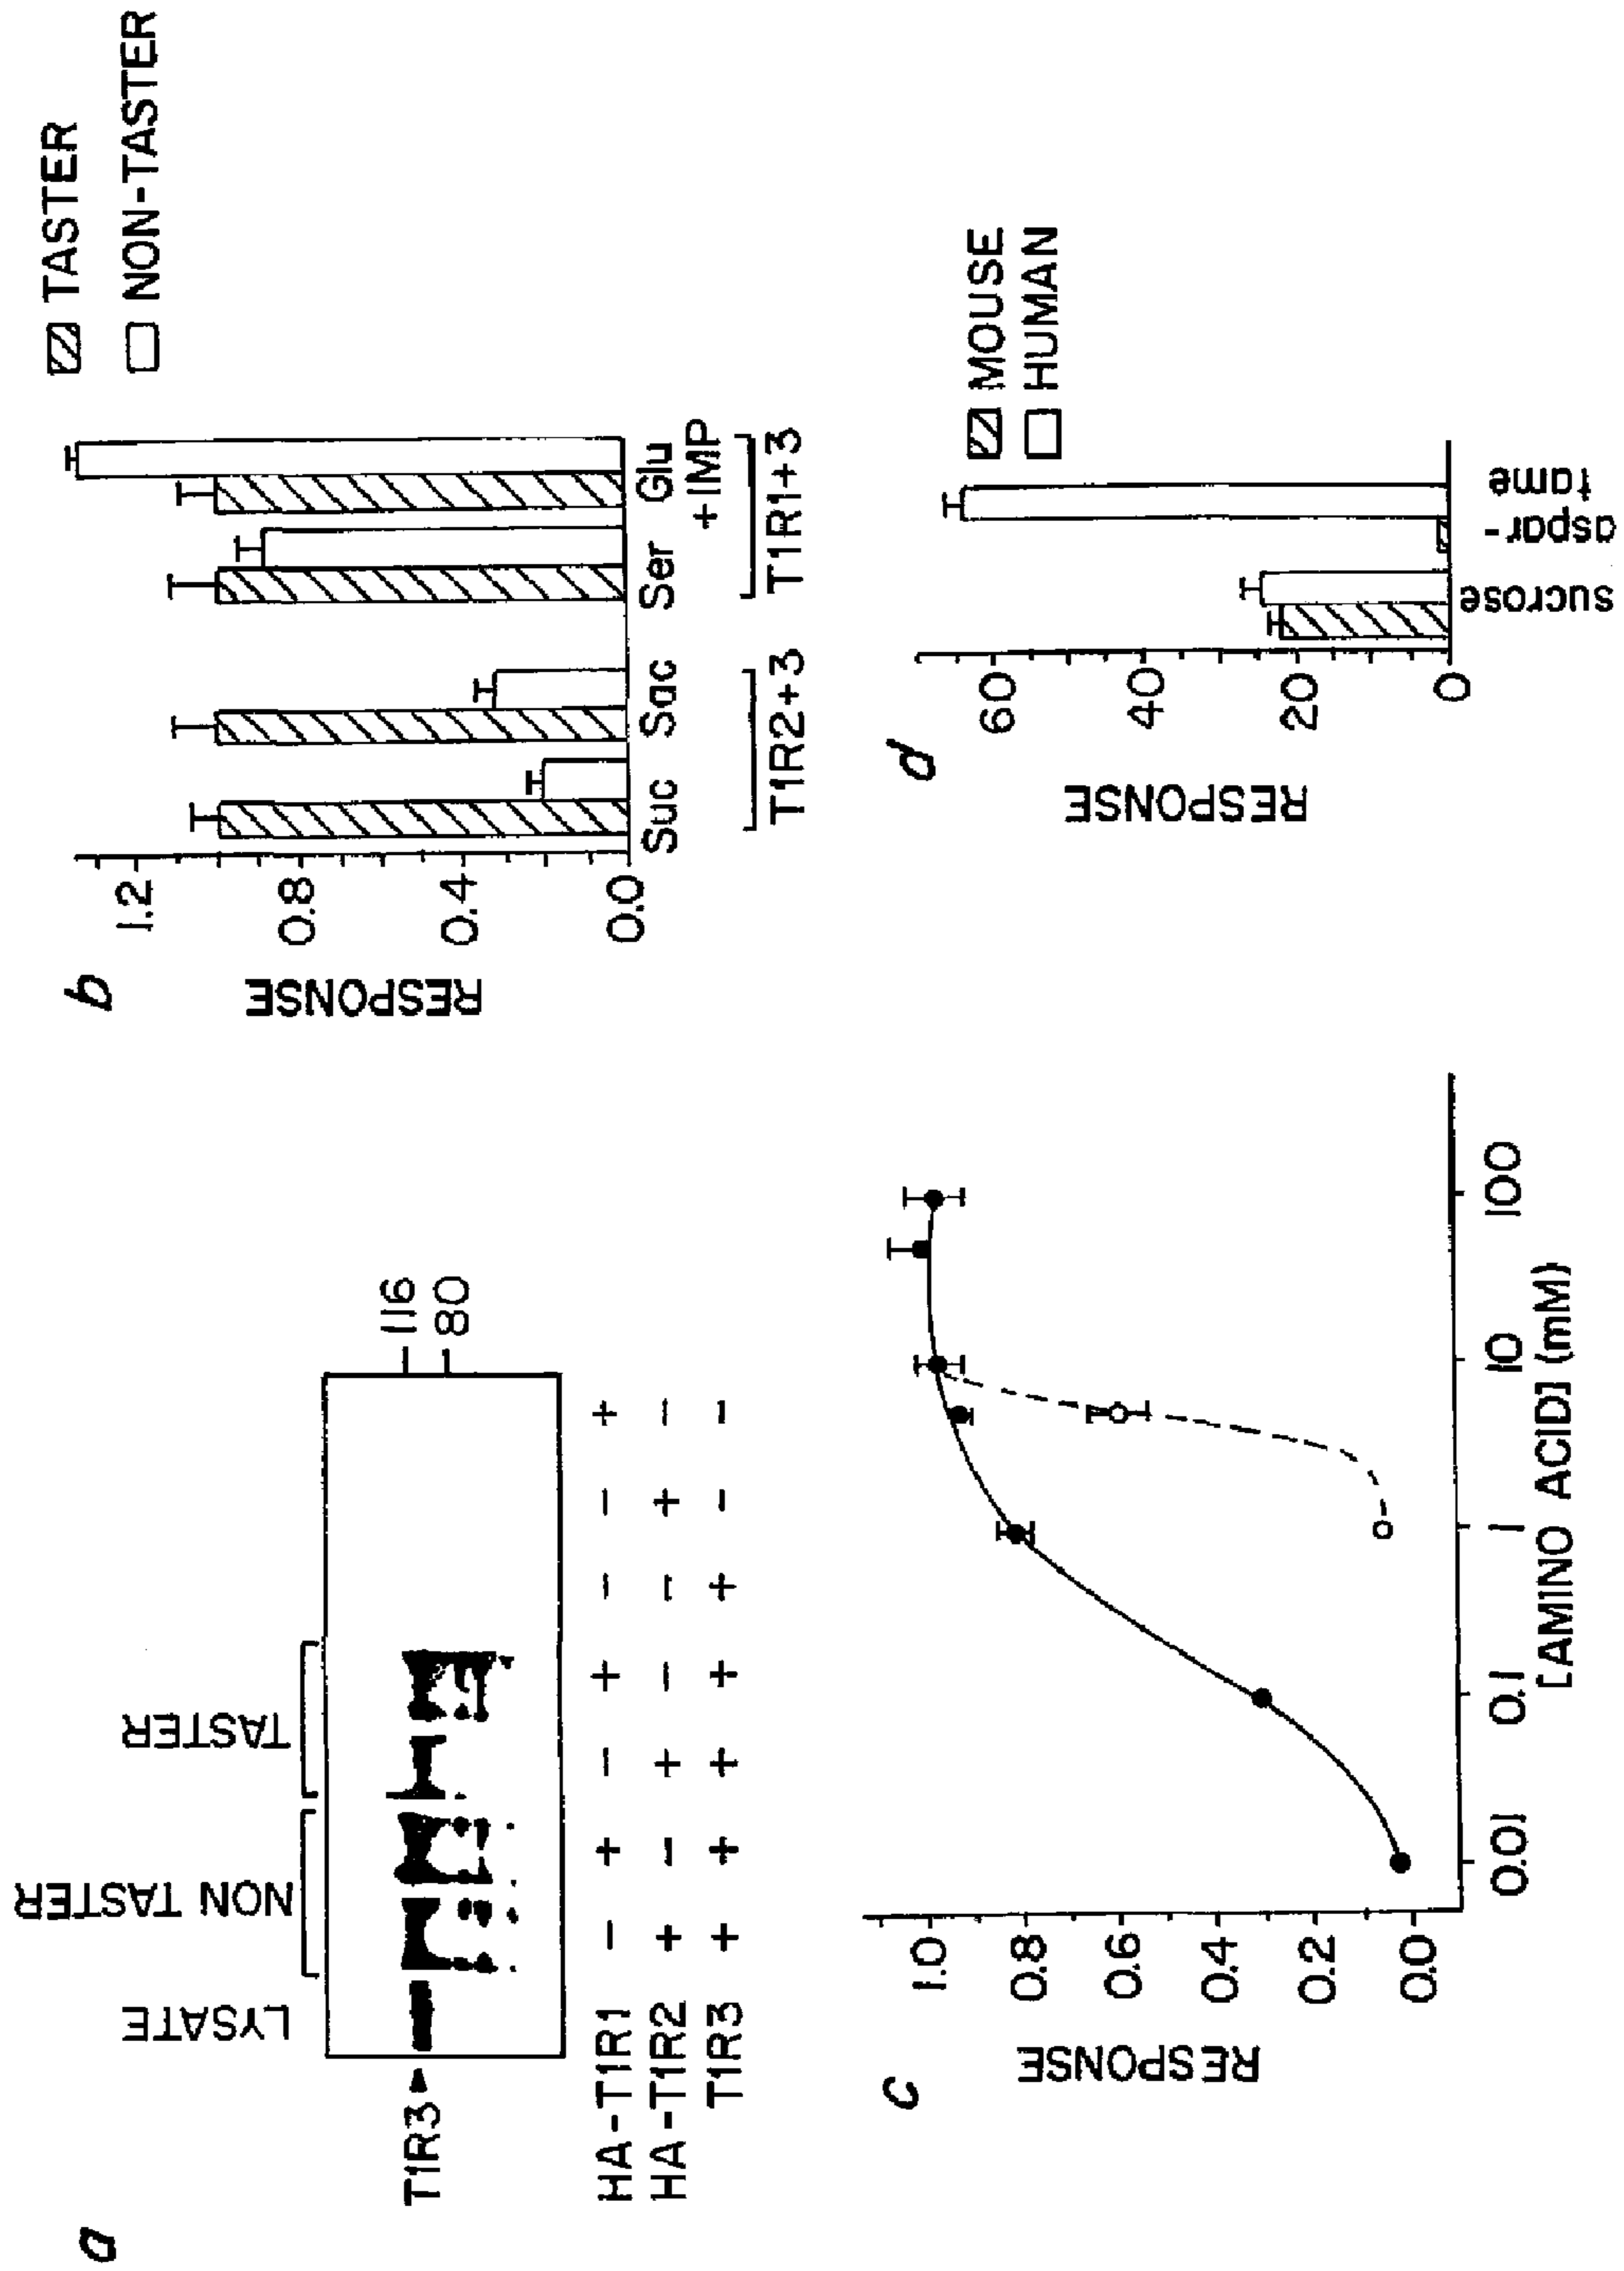 a
LYSATE
NON TASTER
TASTER
T1R3
116
80
HA-T1R1 - + - + - - +
HA-T1R2 + - + - - + -
T1R3 + + + + + - -
b
TASTER
NON-TASTER
RESPONSE
1.2
0.8
0.4
0.0
Suc Sac Ser Glu
+IMP
T1R2+3 T1R1+3
c
RESPONSE
1.0
0.8
0.6
0.4
0.2
0.0
0.01 0.1 1 10 100
[AMINO ACID] (mM)
d
MOUSE
HUMAN
RESPONSE
60
40
20
0
sucrose
aspar-
tame